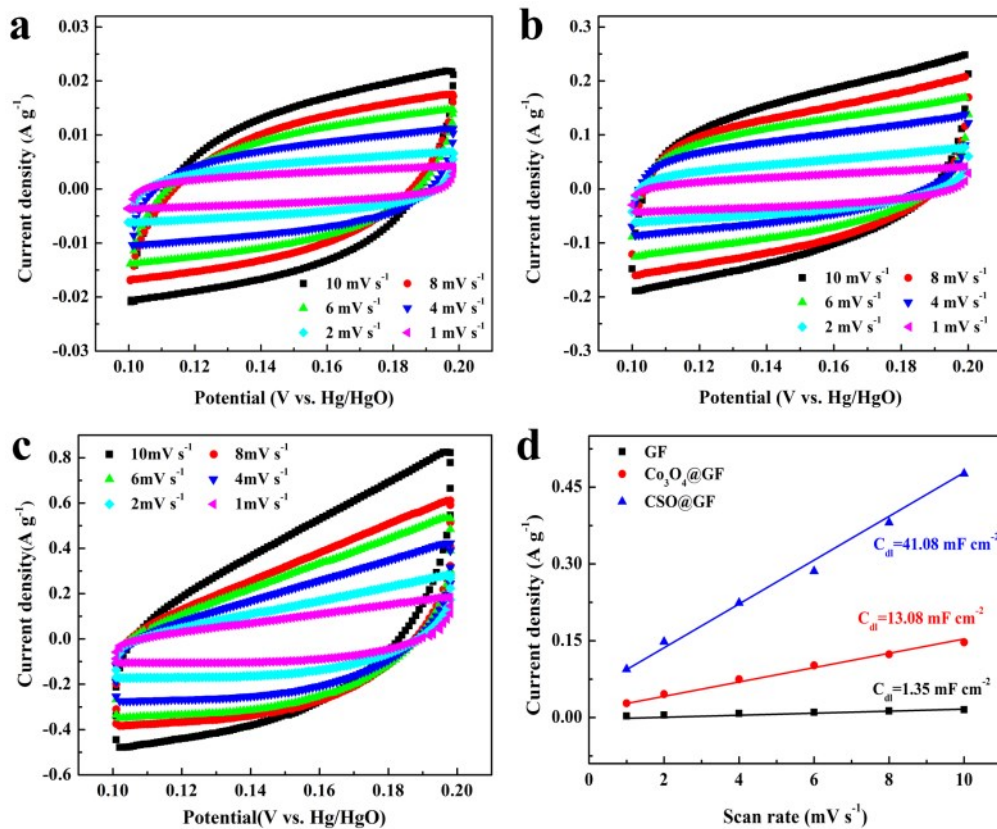 a
Current density (A g⁻¹)
0.03
0.02
0.01
0.00
-0.01
-0.02
-0.03
10 mV s⁻¹ 8 mV s⁻¹
6 mV s⁻¹ 4 mV s⁻¹
2 mV s⁻¹ 1 mV s⁻¹
0.10 0.12 0.14 0.16 0.18 0.20
Potential (V vs. Hg/HgO)
b
Current density (A g⁻¹)
0.3
0.2
0.1
0.0
-0.1
-0.2
-0.3
10 mV s⁻¹ 8 mV s⁻¹
6 mV s⁻¹ 4 mV s⁻¹
2 mV s⁻¹ 1 mV s⁻¹
0.10 0.12 0.14 0.16 0.18 0.20
Potential (V vs. Hg/HgO)
c
Current density(A g⁻¹)
0.8
0.6
0.4
0.2
0.0
-0.2
-0.4
-0.6
10mV s⁻¹ 8mV s⁻¹
6mV s⁻¹ 4mV s⁻¹
2mV s⁻¹ 1mV s⁻¹
0.10 0.12 0.14 0.16 0.18 0.20
Potential(V vs. Hg/HgO)
d
Current density (A g⁻¹)
0.45
0.30
0.15
0.00
GF
Co₃O₄@GF
CSO@GF
C_dl=41.08 mF cm⁻²
C_dl=13.08 mF cm⁻²
C_dl=1.35 mF cm⁻²
0 2 4 6 8 10
Scan rate (mV s⁻¹)